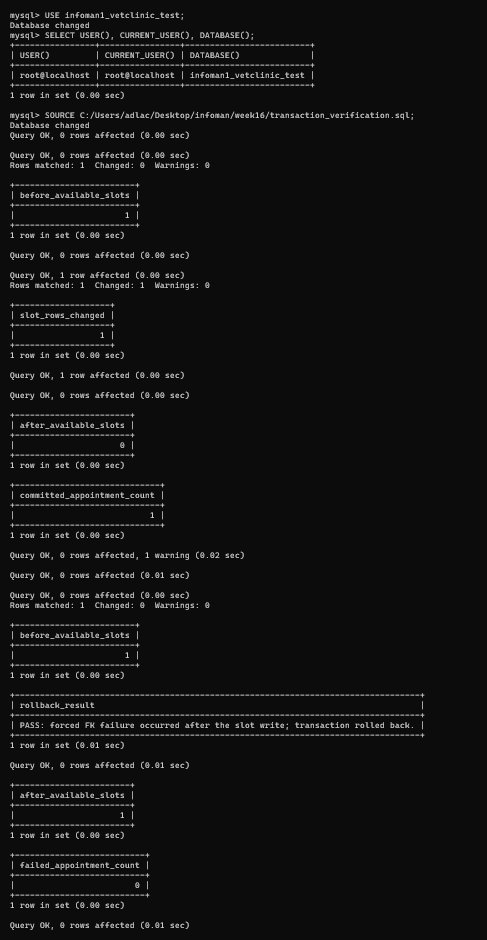 mysql> USE infoman1_vetclinic_test;
Database changed
mysql> SELECT USER(), CURRENT_USER(), DATABASE();
+----------------+----------------+-------------------------+
| USER()         | CURRENT_USER() | DATABASE()              |
+----------------+----------------+-------------------------+
| root@localhost | root@localhost | infoman1_vetclinic_test |
+----------------+----------------+-------------------------+
1 row in set (0.00 sec)

mysql> SOURCE C:/Users/adlac/Desktop/infoman/week16/transaction_verification.sql;
Database changed
Query OK, 0 rows affected (0.00 sec)

Query OK, 0 rows affected (0.00 sec)
Rows matched: 1  Changed: 0  Warnings: 0

+------------------------+
| before_available_slots |
+------------------------+
|                      1 |
+------------------------+
1 row in set (0.00 sec)

Query OK, 0 rows affected (0.00 sec)

Query OK, 1 row affected (0.00 sec)
Rows matched: 1  Changed: 1  Warnings: 0

+-------------------+
| slot_rows_changed |
+-------------------+
|                 1 |
+-------------------+
1 row in set (0.00 sec)

Query OK, 1 row affected (0.00 sec)

Query OK, 0 rows affected (0.00 sec)

+-----------------------+
| after_available_slots |
+-----------------------+
|                     0 |
+-----------------------+
1 row in set (0.00 sec)

+-----------------------------+
| committed_appointment_count |
+-----------------------------+
|                           1 |
+-----------------------------+
1 row in set (0.00 sec)

Query OK, 0 rows affected, 1 warning (0.02 sec)

Query OK, 0 rows affected (0.01 sec)

Query OK, 0 rows affected (0.00 sec)
Rows matched: 1  Changed: 0  Warnings: 0

+------------------------+
| before_available_slots |
+------------------------+
|                      1 |
+------------------------+
1 row in set (0.00 sec)

+---------------------------------------------------------------------------------+
| rollback_result                                                                 |
+---------------------------------------------------------------------------------+
| PASS: forced FK failure occurred after the slot write; transaction rolled back. |
+---------------------------------------------------------------------------------+
1 row in set (0.01 sec)

Query OK, 0 rows affected (0.01 sec)

+-----------------------+
| after_available_slots |
+-----------------------+
|                     1 |
+-----------------------+
1 row in set (0.00 sec)

+--------------------------+
| failed_appointment_count |
+--------------------------+
|                        0 |
+--------------------------+
1 row in set (0.00 sec)

Query OK, 0 rows affected (0.01 sec)